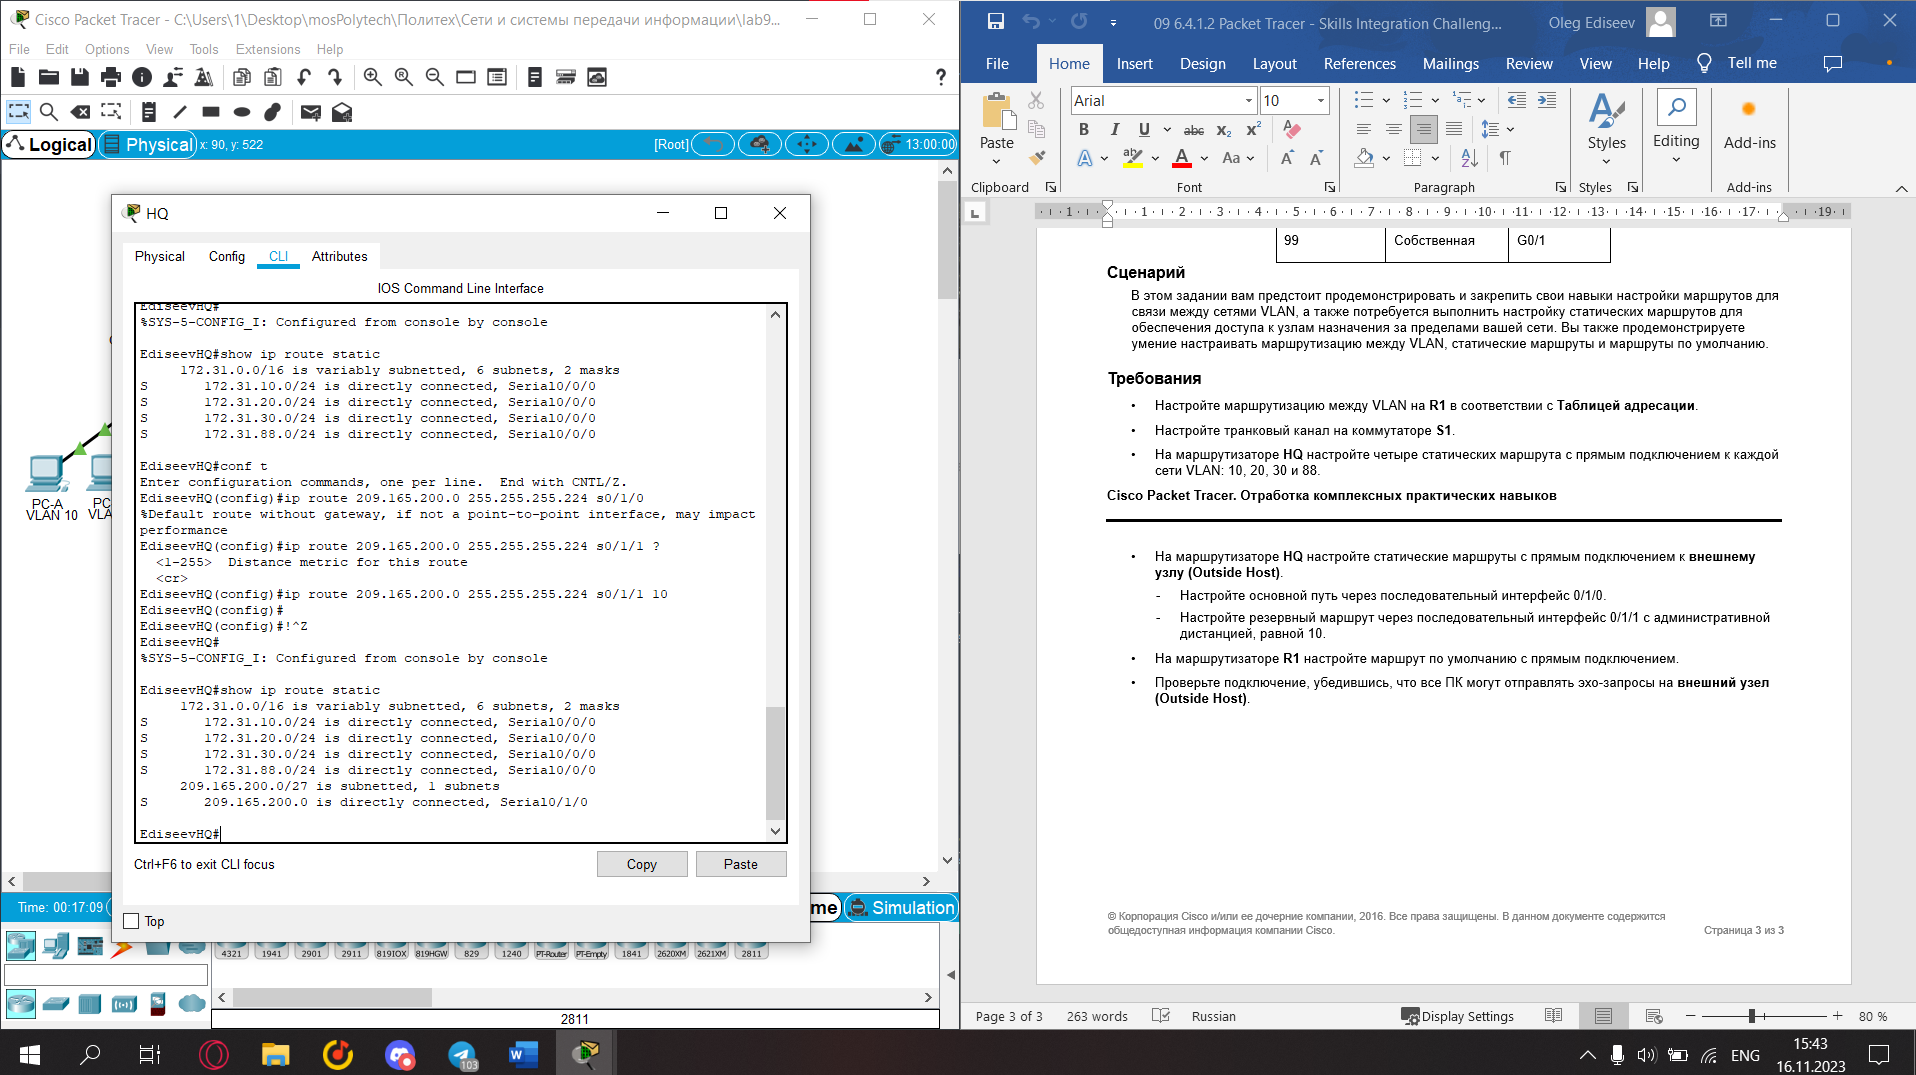 Cisco Packet Tracer - C:\Users\1\Desktop\mosPolytech\Политех\Сети и системы передачи информации\lab9...
File Edit Options View Tools Extensions Help
Logical
Physical
x: 90, y: 522
[Root]
13:00:00
PC-A
VLAN 10
HQ
Physical Config CLI Attributes
IOS Command Line Interface
EdiseevHQ#
%SYS-5-CONFIG_I: Configured from console by console
EdiseevHQ#show ip route static
172.31.0.0/16 is variably subnetted, 6 subnets, 2 masks
S 172.31.10.0/24 is directly connected, Serial0/0/0
S 172.31.20.0/24 is directly connected, Serial0/0/0
S 172.31.30.0/24 is directly connected, Serial0/0/0
S 172.31.88.0/24 is directly connected, Serial0/0/0
EdiseevHQ#conf t
Enter configuration commands, one per line. End with CNTL/Z.
EdiseevHQ(config)#ip route 209.165.200.0 255.255.255.224 s0/1/0
%Default route without gateway, if not a point-to-point interface, may impact
performance
EdiseevHQ(config)#ip route 209.165.200.0 255.255.255.224 s0/1/1 ?
<1-255> Distance metric for this route
<cr>
EdiseevHQ(config)#ip route 209.165.200.0 255.255.255.224 s0/1/1 10
EdiseevHQ(config)#
EdiseevHQ(config)#!^Z
EdiseevHQ#
%SYS-5-CONFIG_I: Configured from console by console
EdiseevHQ#show ip route static
172.31.0.0/16 is variably subnetted, 6 subnets, 2 masks
S 172.31.10.0/24 is directly connected, Serial0/0/0
S 172.31.20.0/24 is directly connected, Serial0/0/0
S 172.31.30.0/24 is directly connected, Serial0/0/0
S 172.31.88.0/24 is directly connected, Serial0/0/0
209.165.200.0/27 is subnetted, 1 subnets
S 209.165.200.0 is directly connected, Serial0/1/0
EdiseevHQ#
Ctrl+F6 to exit CLI focus
Copy
Paste
Top
Time: 00:17:09
me
Simulation
4321 1941 2901 2911 819IOX 819HGW 829 1240 PT-Router PT-Empty 1841 2620XM 2621XM 2811
2811
09 6.4.1.2 Packet Tracer - Skills Integration Challeng...
Oleg Ediseev
File Home Insert Design Layout References Mailings Review View Help Tell me
Paste
Clipboard
Arial
10
Font
Paragraph
Styles
Styles
Editing
Add-ins
Add-ins
1 1 2 3 4 5 6 7 8 9 10 11 12 13 14 15 16 17 19
99 Собственная G0/1
Сценарий
В этом задании вам предстоит продемонстрировать и закрепить свои навыки настройки маршрутов для
связи между сетями VLAN, а также потребуется выполнить настройку статических маршрутов для
обеспечения доступа к узлам назначения за пределами вашей сети. Вы также продемонстрируете
умение настраивать маршрутизацию между VLAN, статические маршруты и маршруты по умолчанию.
Требования
• Настройте маршрутизацию между VLAN на R1 в соответствии с Таблицей адресации.
• Настройте транковый канал на коммутаторе S1.
• На маршрутизаторе HQ настройте четыре статических маршрута с прямым подключением к каждой
сети VLAN: 10, 20, 30 и 88.
Cisco Packet Tracer. Отработка комплексных практических навыков
• На маршрутизаторе HQ настройте статические маршруты с прямым подключением к внешнему
узлу (Outside Host).
- Настройте основной путь через последовательный интерфейс 0/1/0.
- Настройте резервный маршрут через последовательный интерфейс 0/1/1 с административной
дистанцией, равной 10.
• На маршрутизаторе R1 настройте маршрут по умолчанию с прямым подключением.
• Проверьте подключение, убедившись, что все ПК могут отправлять эхо-запросы на внешний узел
(Outside Host).
© Корпорация Cisco и/или ее дочерние компании, 2016. Все права защищены. В данном документе содержится
общедоступная информация компании Cisco.
Страница 3 из 3
Page 3 of 3
263 words
Russian
Display Settings
80 %
103
ENG
15:43
16.11.2023